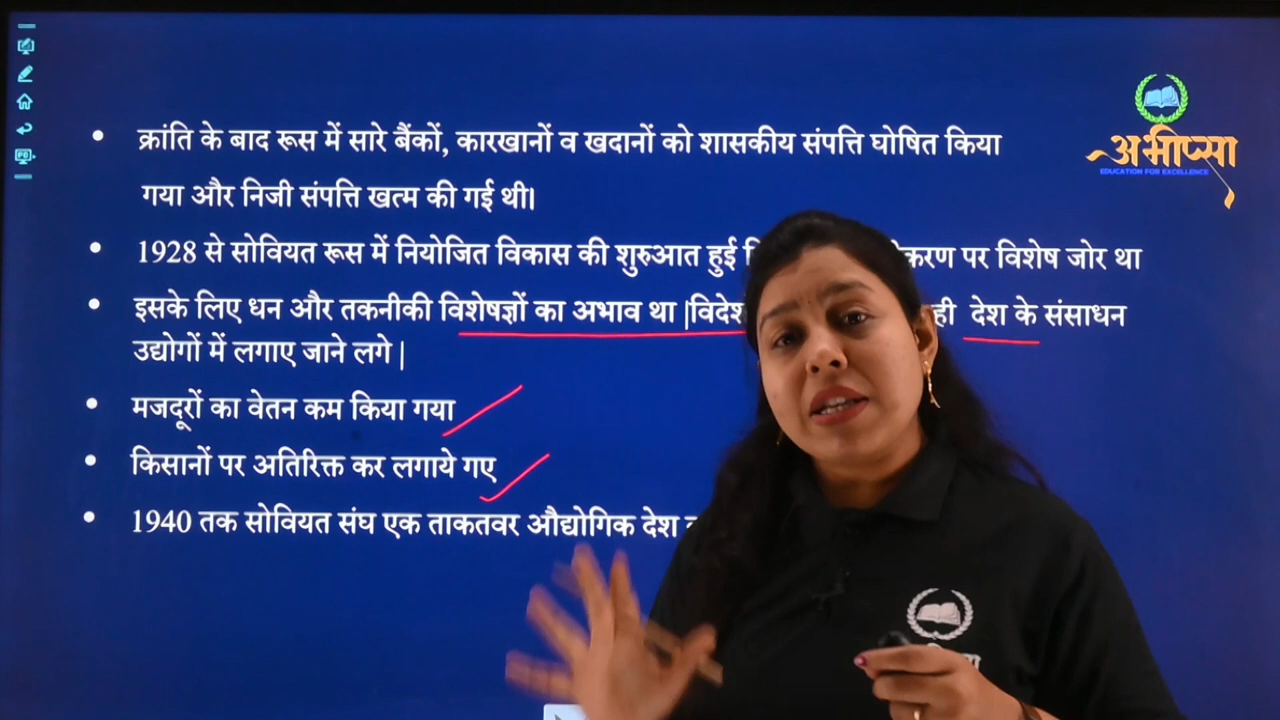 अभीप्सा
EDUCATION FOR EXCELLENCE
• क्रांति के बाद रूस में सारे बैंकों, कारखानों व खदानों को शासकीय संपत्ति घोषित किया
गया और निजी संपत्ति खत्म की गई थी।
• 1928 से सोवियत रूस में नियोजित विकास की शुरुआत हुई करण पर विशेष जोर था
• इसके लिए धन और तकनीकी विशेषज्ञों का अभाव था |विदेश ही देश के संसाधन
उद्योगों में लगाए जाने लगे |
• मजदूरों का वेतन कम किया गया
• किसानों पर अतिरिक्त कर लगाये गए
• 1940 तक सोवियत संघ एक ताकतवर औद्योगिक देश